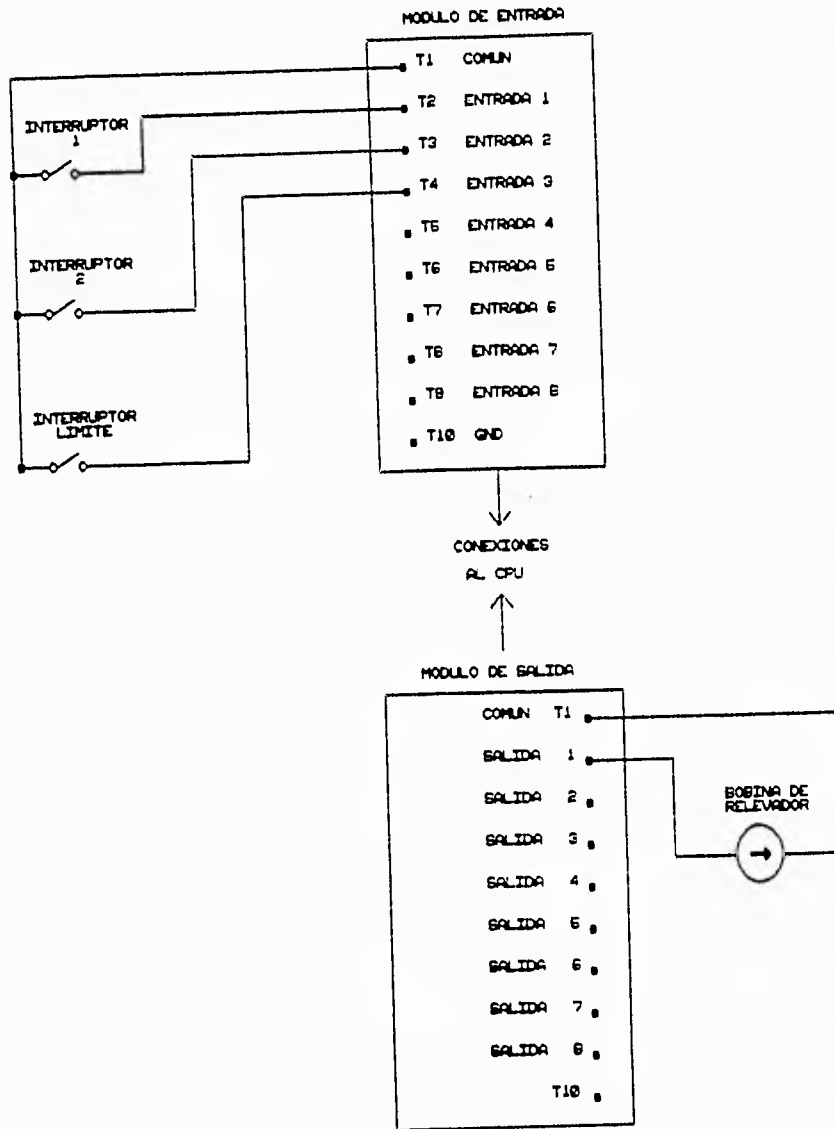 MODULO DE ENTRADA
T1 COMUN
T2 ENTRADA 1
T3 ENTRADA 2
T4 ENTRADA 3
T5 ENTRADA 4
T6 ENTRADA 5
T7 ENTRADA 6
T8 ENTRADA 7
T9 ENTRADA 8
T10 GND
INTERRUPTOR
1
INTERRUPTOR
2
INTERRUPTOR
LIMITE
CONEXIONES
AL CPU
MODULO DE SALIDA
COMUN T1
SALIDA 1
SALIDA 2
SALIDA 3
SALIDA 4
SALIDA 5
SALIDA 6
SALIDA 7
SALIDA 8
T10
BOBINA DE
RELEVADOR